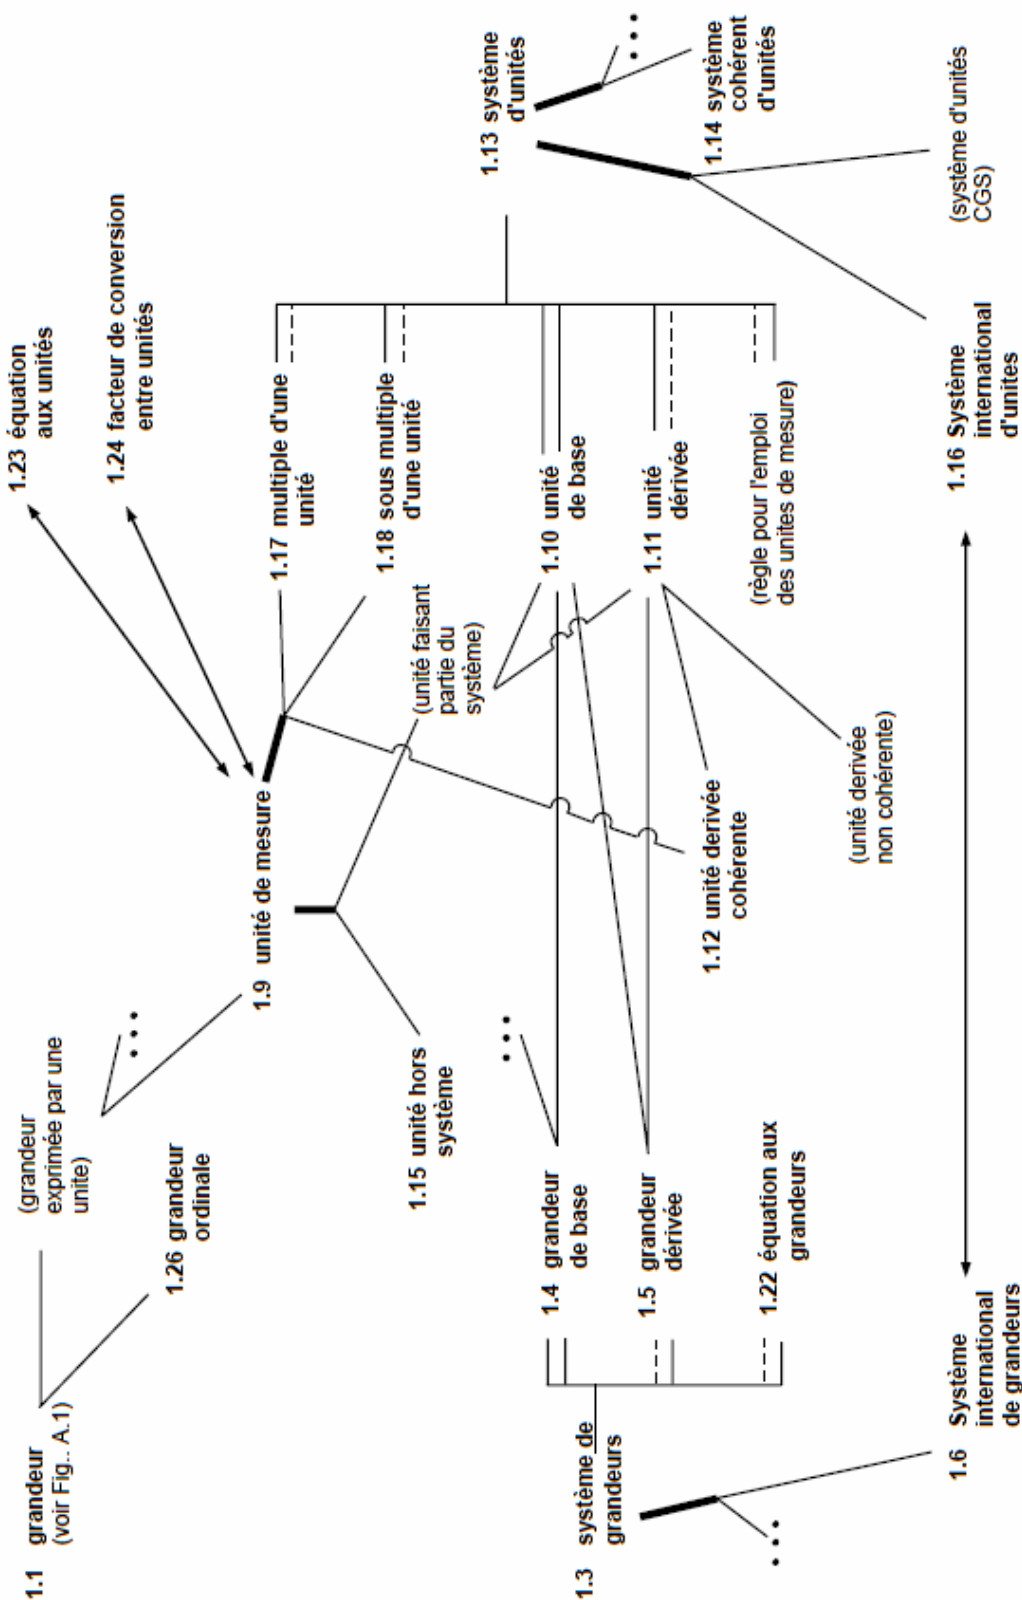 1.1 grandeur
(voir Fig.. A.1)
(grandeur
exprimée par une
unite)
1.26 grandeur
ordinale
1.9 unité de mesure
1.23 équation
aux unités
1.24 facteur de conversion
entre unités
1.17 multiple d'une
unité
1.18 sous multiple
d'une unité
(unité faisant
partie du
système)
1.15 unité hors
système
1.13 système
d'unités
1.14 système
cohérent
d'unités
1.3 système de
grandeurs
1.4 grandeur
de base
1.5 grandeur
dérivée
1.22 équation aux
grandeurs
1.10 unité
de base
1.11 unité
dérivée
(règle pour l'emploi
des unites de mesure)
1.12 unité derivée
cohérente
(unité derivée
non cohérente)
1.6 Système
international
de grandeurs
1.16 Système
international
d'unites
(système d'unités
CGS)